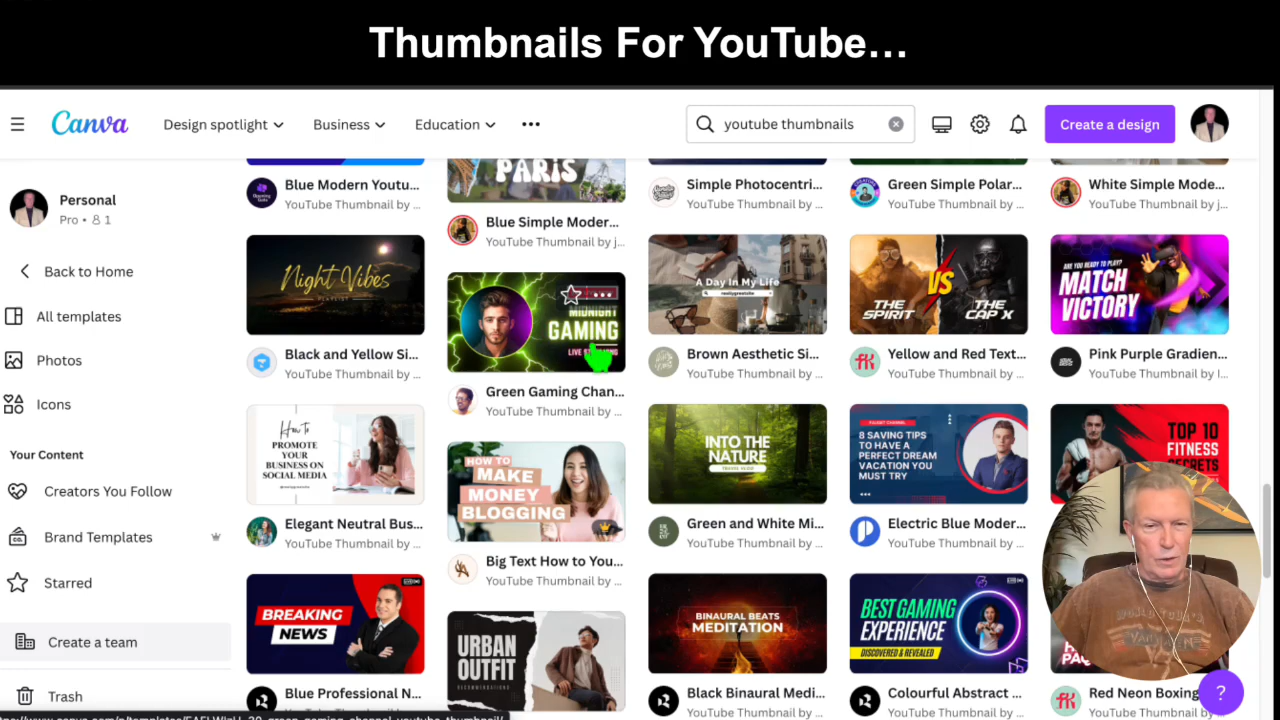 Thumbnails For YouTube...
Canva
Design spotlight
Business
Education
youtube thumbnails
Create a design
Personal
Pro • 1
Back to Home
All templates
Photos
Icons
Your Content
Creators You Follow
Brand Templates
Starred
Create a team
Trash
Blue Modern Youtu...
YouTube Thumbnail by ...
PARIS
Blue Simple Moder...
YouTube Thumbnail by j...
Simple Photocentri...
YouTube Thumbnail by ...
Green Simple Polar...
YouTube Thumbnail by ...
White Simple Mode...
YouTube Thumbnail by j...
Night Vibes
PLAYLIST
Black and Yellow Si...
YouTube Thumbnail by ...
MIDNIGHT
GAMING
LIVE
Green Gaming Chan...
YouTube Thumbnail by ...
A Day In My Life
Brown Aesthetic Si...
YouTube Thumbnail by ...
THE
SPIRIT
VS
THE
CAP X
Yellow and Red Text...
YouTube Thumbnail by ...
ARE YOU READY TO PLAY?
MATCH
VICTORY
Pink Purple Gradien...
YouTube Thumbnail by I...
How to
PROMOTE
YOUR
BUSINESS ON
SOCIAL MEDIA
Elegant Neutral Bus...
YouTube Thumbnail by ...
HOW TO
MAKE
MONEY
BLOGGING
Big Text How to You...
YouTube Thumbnail by ...
INTO THE
NATURE
TRAVEL VLOG
Green and White Mi...
YouTube Thumbnail by ...
8 SAVING TIPS
TO HAVE A
PERFECT DREAM
VACATION YOU
MUST TRY
Electric Blue Moder...
YouTube Thumbnail by ...
TOP 10
FITNESS
SECRETS
BREAKING
NEWS
Blue Professional N...
URBAN
OUTFIT
RECOMMENDATIONS
BINAURAL BEATS
MEDITATION
Black Binaural Medi...
YouTube Thumbnail by ...
BEST GAMING
EXPERIENCE
DISCOVERED & REVEALED
Colourful Abstract ...
YouTube Thumbnail by ...
Red Neon Boxing
YouTube Thumbnail by ...
?